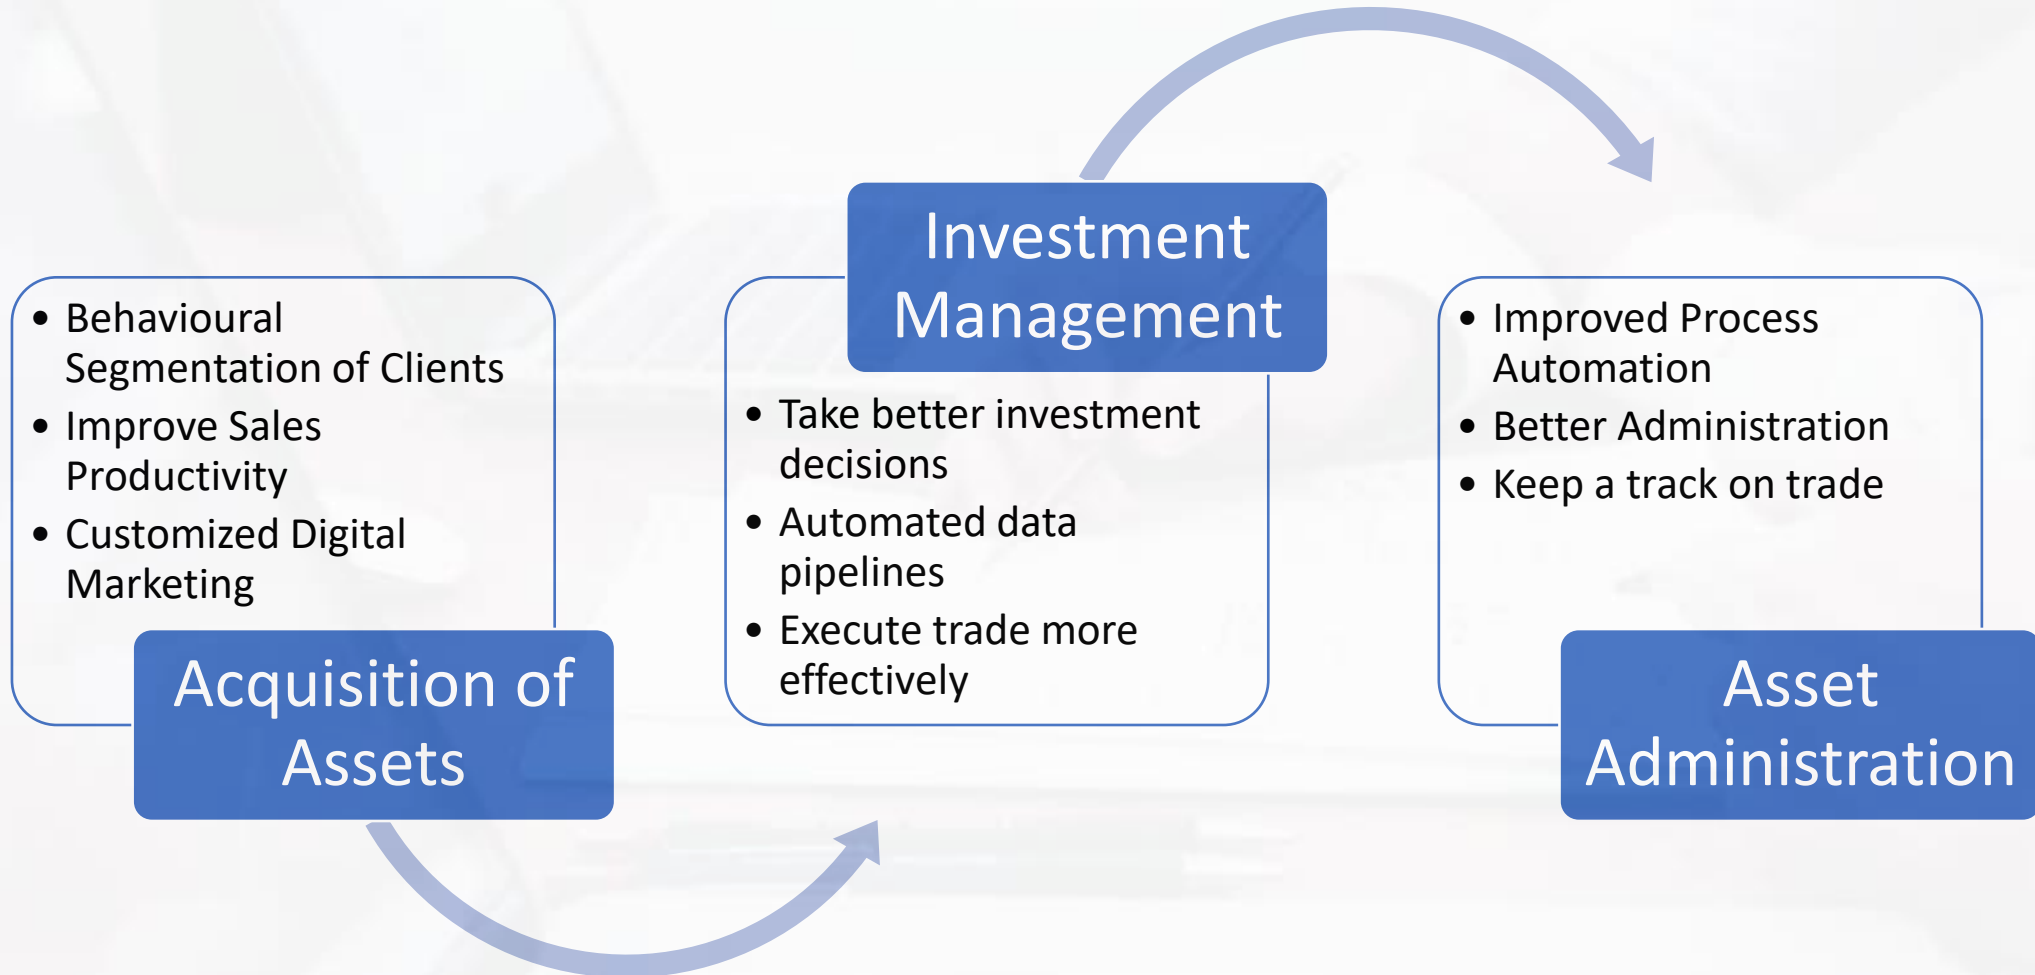 • Behavioural
Segmentation of Clients
• Improve Sales
Productivity
• Customized Digital
Marketing
Acquisition of
Assets
Investment
Management
• Take better investment
decisions
• Automated data
pipelines
• Execute trade more
effectively
• Improved Process
Automation
• Better Administration
• Keep a track on trade
Asset
Administration